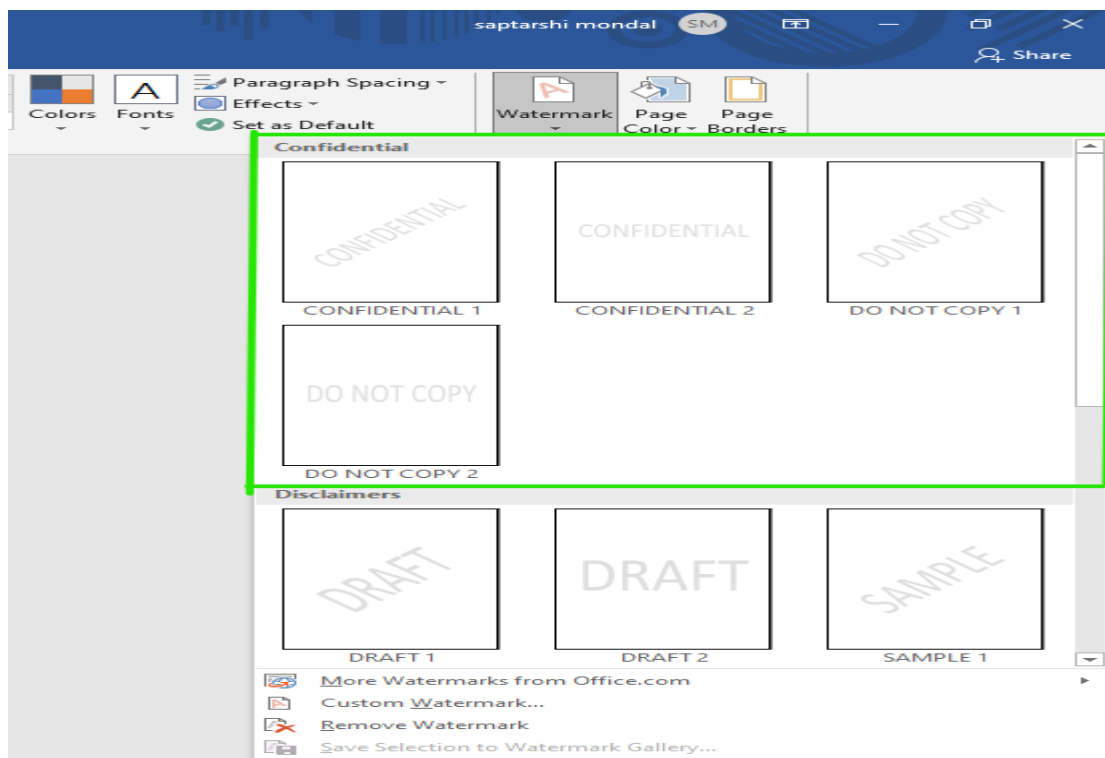 saptarshi mondal SM
Share
Colors Fonts Paragraph Spacing
Effects
Set as Default
Watermark Page Color Page Borders
Confidential
CONFIDENTIAL CONFIDENTIAL DO NOT COPY
CONFIDENTIAL 1 CONFIDENTIAL 2 DO NOT COPY 1
DO NOT COPY
DO NOT COPY 2
Disclaimers
DRAFT DRAFT SAMPLE
DRAFT 1 DRAFT 2 SAMPLE 1
More Watermarks from Office.com
Custom Watermark...
Remove Watermark
Save Selection to Watermark Gallery...